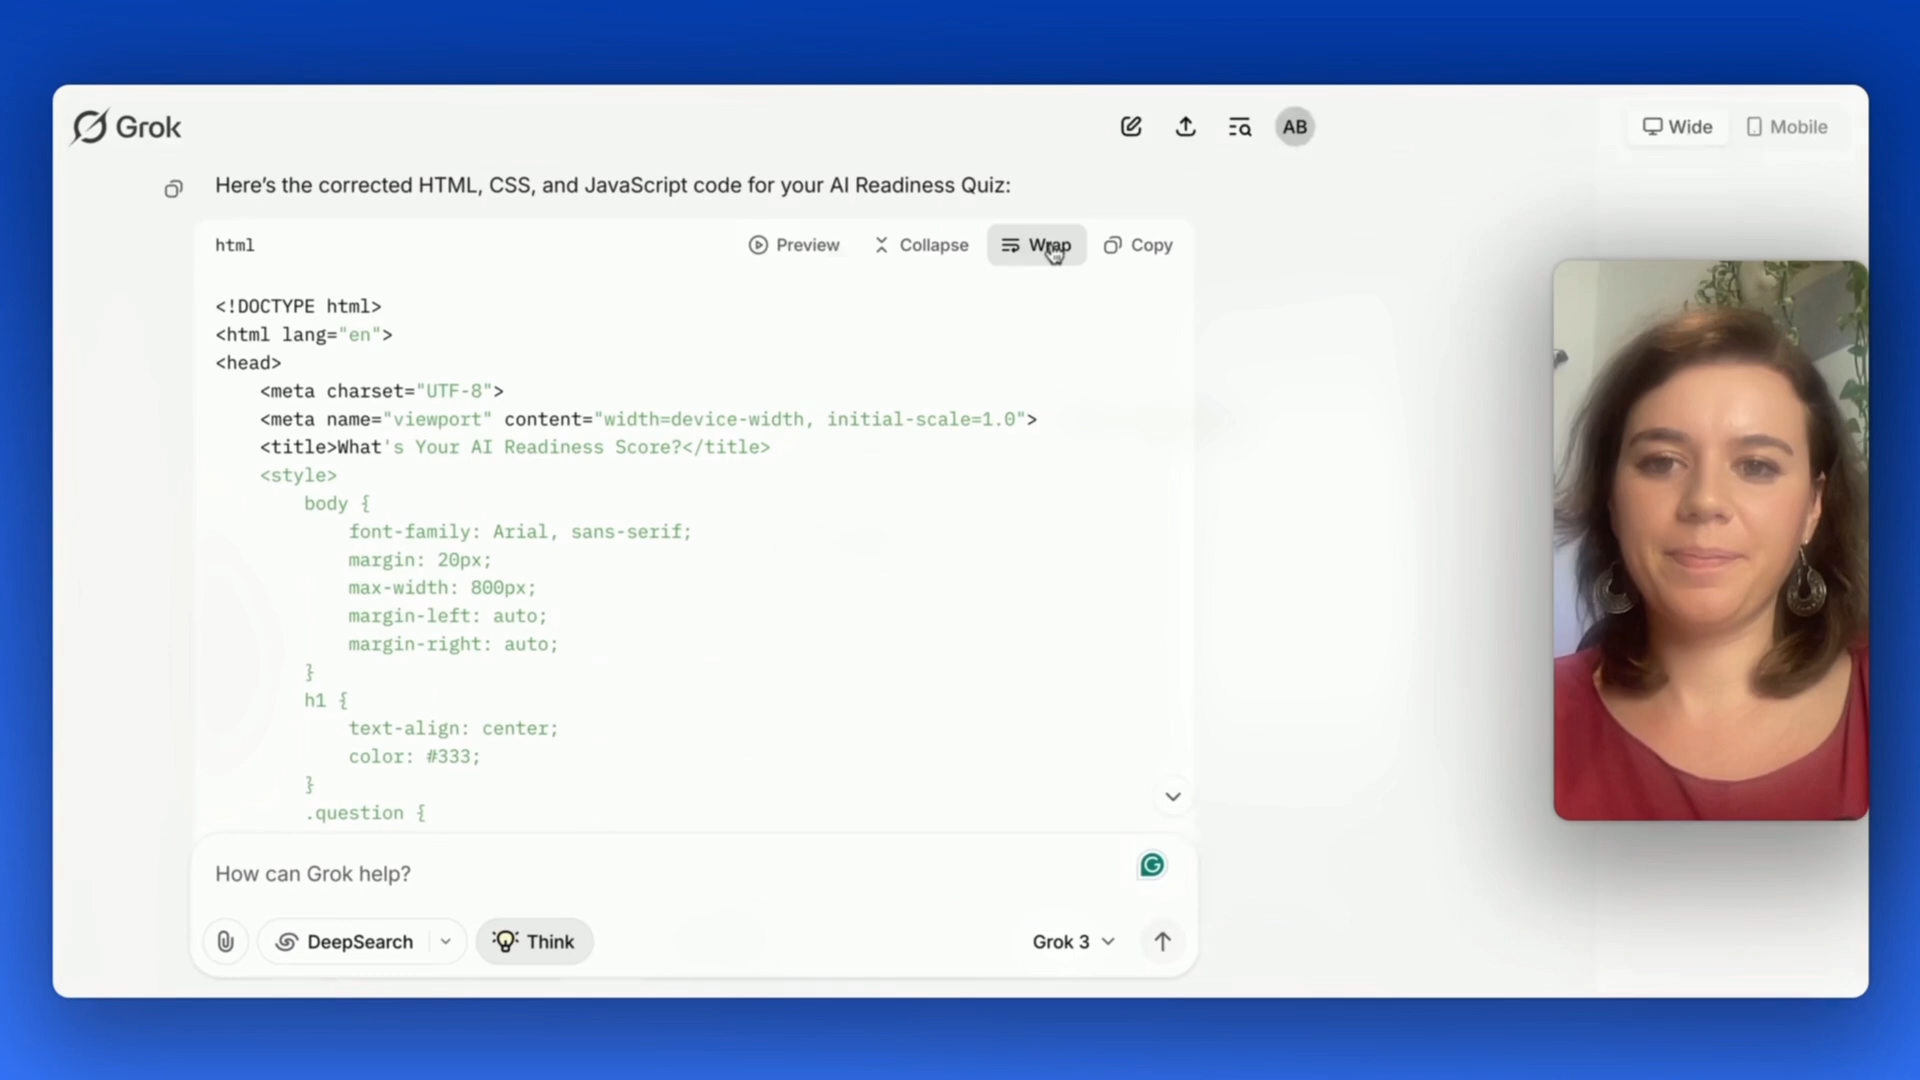 Grok
AB
Wide
Mobile
Here's the corrected HTML, CSS, and JavaScript code for your AI Readiness Quiz:
html
Preview
Collapse
Wrap
Copy
<!DOCTYPE html>
<html lang="en">
<head>
    <meta charset="UTF-8">
    <meta name="viewport" content="width=device-width, initial-scale=1.0">
    <title>What's Your AI Readiness Score?</title>
    <style>
        body {
            font-family: Arial, sans-serif;
            margin: 20px;
            max-width: 800px;
            margin-left: auto;
            margin-right: auto;
        }
        h1 {
            text-align: center;
            color: #333;
        }
        .question {
How can Grok help?
DeepSearch
Think
Grok 3